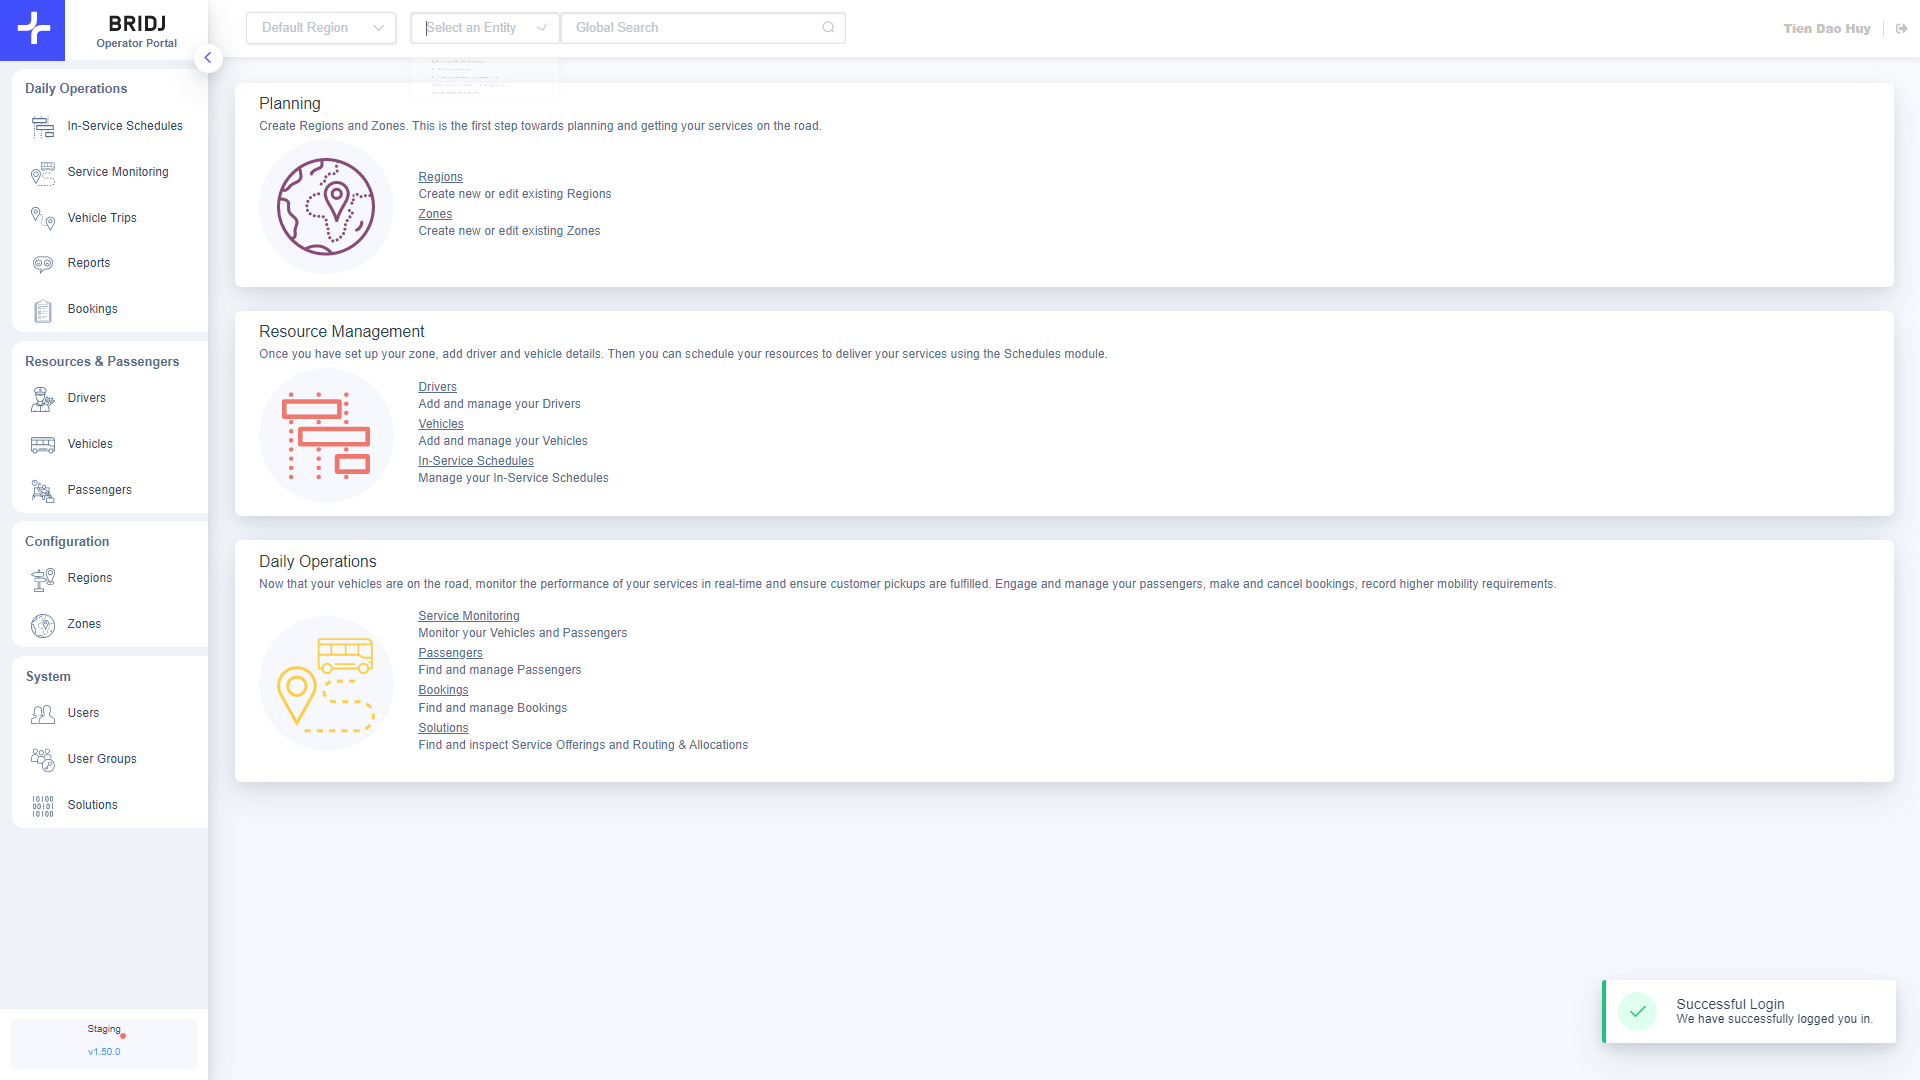 BRIDJ
Operator Portal
Default Region
Select an Entity
Global Search
Tien Dao Huy
Daily Operations
In-Service Schedules
Service Monitoring
Vehicle Trips
Reports
Bookings
Resources & Passengers
Drivers
Vehicles
Passengers
Configuration
Regions
Zones
System
Users
User Groups
10100
00101
10100
Solutions
Staging
v1.50.0
Planning
Create Regions and Zones. This is the first step towards planning and getting your services on the road.
Regions
Create new or edit existing Regions
Zones
Create new or edit existing Zones
Resource Management
Once you have set up your zone, add driver and vehicle details. Then you can schedule your resources to deliver your services using the Schedules module.
Drivers
Add and manage your Drivers
Vehicles
Add and manage your Vehicles
In-Service Schedules
Manage your In-Service Schedules
Daily Operations
Now that your vehicles are on the road, monitor the performance of your services in real-time and ensure customer pickups are fulfilled. Engage and manage your passengers, make and cancel bookings, record higher mobility requirements.
Service Monitoring
Monitor your Vehicles and Passengers
Passengers
Find and manage Passengers
Bookings
Find and manage Bookings
Solutions
Find and inspect Service Offerings and Routing & Allocations
Successful Login
We have successfully logged you in.